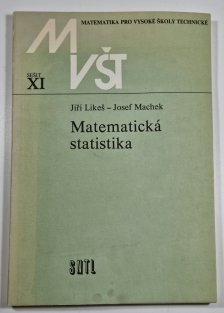 MATEMATIKA PRO VYSOKÉ ŠKOLY TECHNICKÉ
M
VŠT
SEŠIT
XI
Jiří Likeš – Josef Machek
Matematická
statistika
SNTL